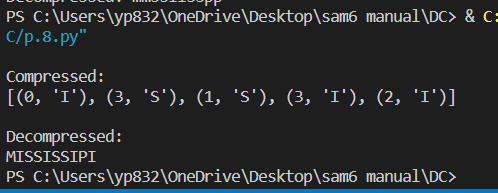 PS C:\Users\yp832\OneDrive\Desktop\sam6 manual\DC> & C:
C/p.8.py"
Compressed:
[(0, 'I'), (3, 'S'), (1, 'S'), (3, 'I'), (2, 'I')]
Decompressed:
MISSISSIPI
PS C:\Users\yp832\OneDrive\Desktop\sam6 manual\DC>